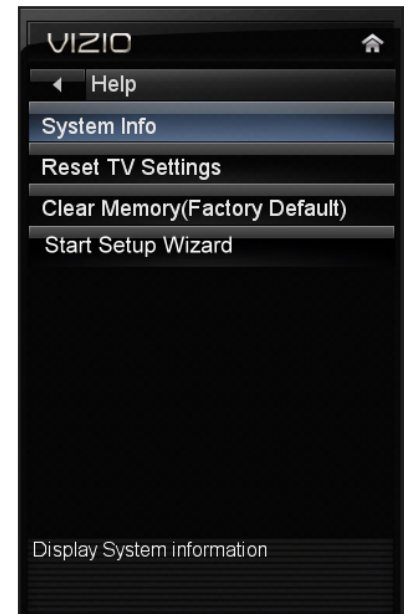 VIZIO
Help
System Info
Reset TV Settings
Clear Memory(Factory Default)
Start Setup Wizard
Display System information